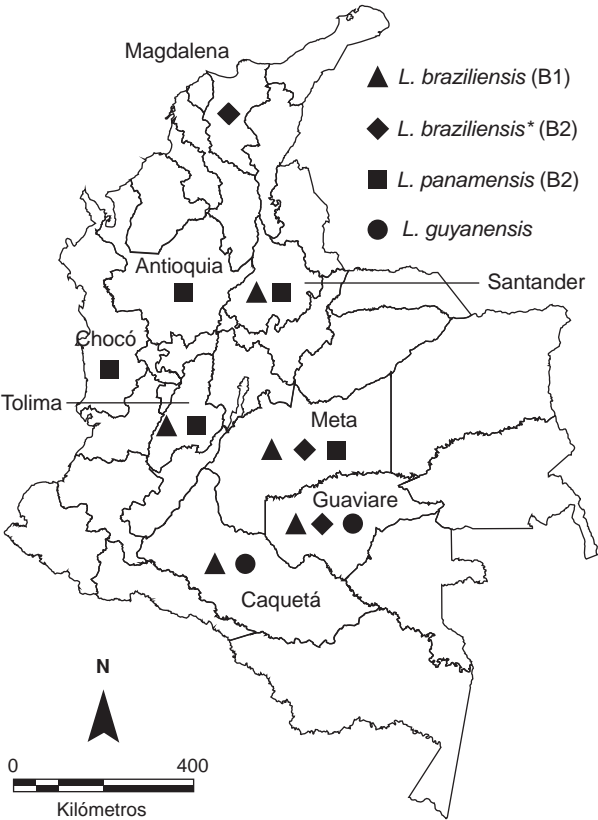 Magdalena
L. braziliensis (B1)
L. braziliensis* (B2)
L. panamensis (B2)
L. guyanensis
Antioquia
Santander
Chocó
Tolima
Meta
Guaviare
Caquetá
N
0 400
Kilómetros